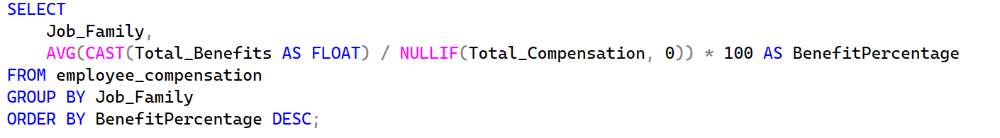 SELECT
    Job_Family,
    AVG(CAST(Total_Benefits AS FLOAT) / NULLIF(Total_Compensation, 0)) * 100 AS BenefitPercentage
FROM employee_compensation
GROUP BY Job_Family
ORDER BY BenefitPercentage DESC;